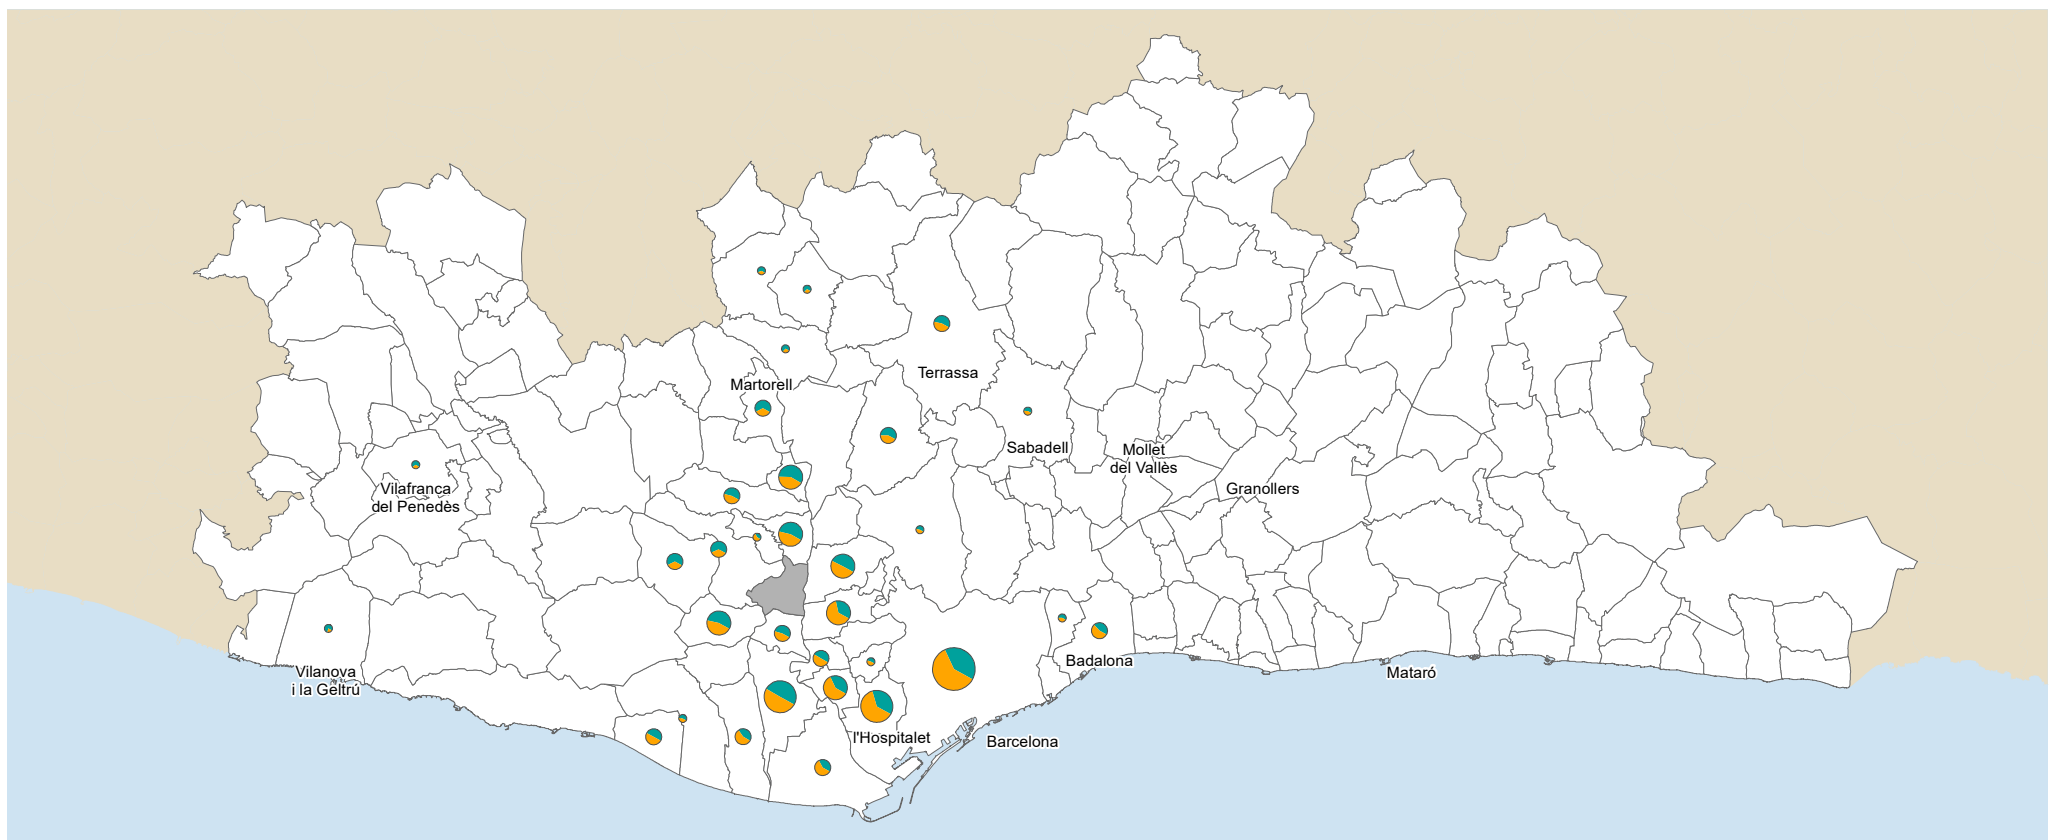 Terrassa
Martorell
Sabadell
Mollet
del Vallès
Granollers
Vilafranca
del Penedès
Badalona
Mataró
Vilanova
i la Geltrú
l'Hospitalet
Barcelona